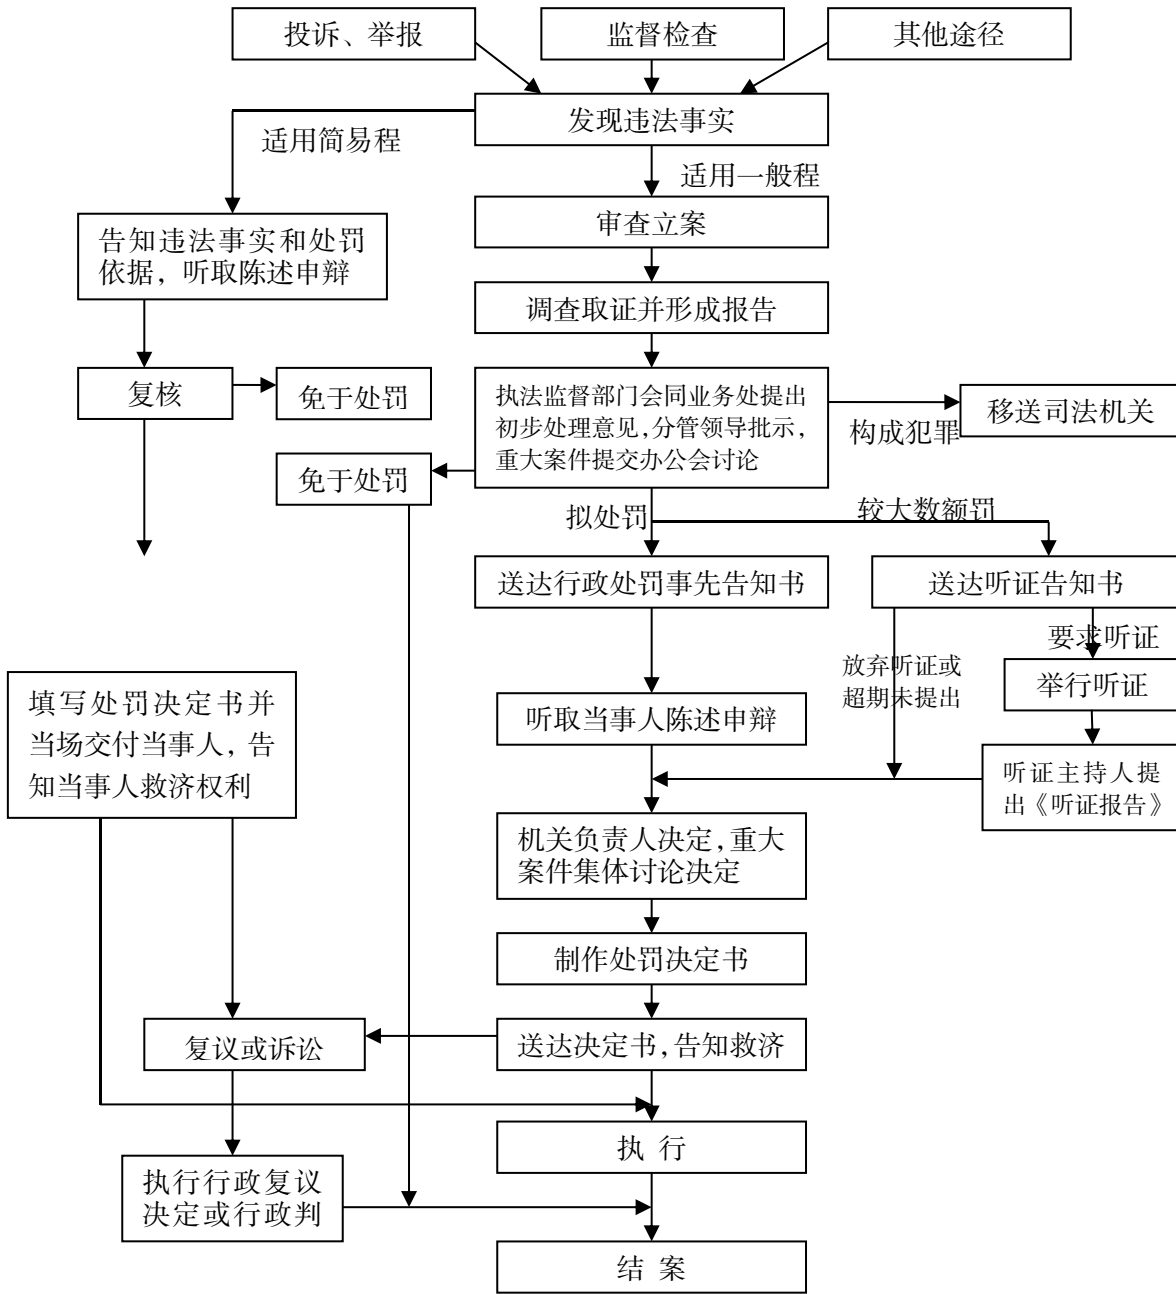 投诉、举报
监督检查
其他途径
发现违法事实
适用简易程
适用一般程
审查立案
告知违法事实和处罚
依据，听取陈述申辩
调查取证并形成报告
复核
免于处罚
执法监督部门会同业务处提出
初步处理意见，分管领导批示，
重大案件提交办公会讨论
移送司法机关
构成犯罪
免于处罚
拟处罚
较大数额罚
送达行政处罚事先告知书
送达听证告知书
要求听证
放弃听证或
超期未提出
举行听证
填写处罚决定书并
当场交付当事人，告
知当事人救济权利
听取当事人陈述申辩
听证主持人提
出《听证报告》
机关负责人决定，重大
案件集体讨论决定
制作处罚决定书
复议或诉讼
送达决定书，告知救济
执 行
执行行政复议
决定或行政判
结 案